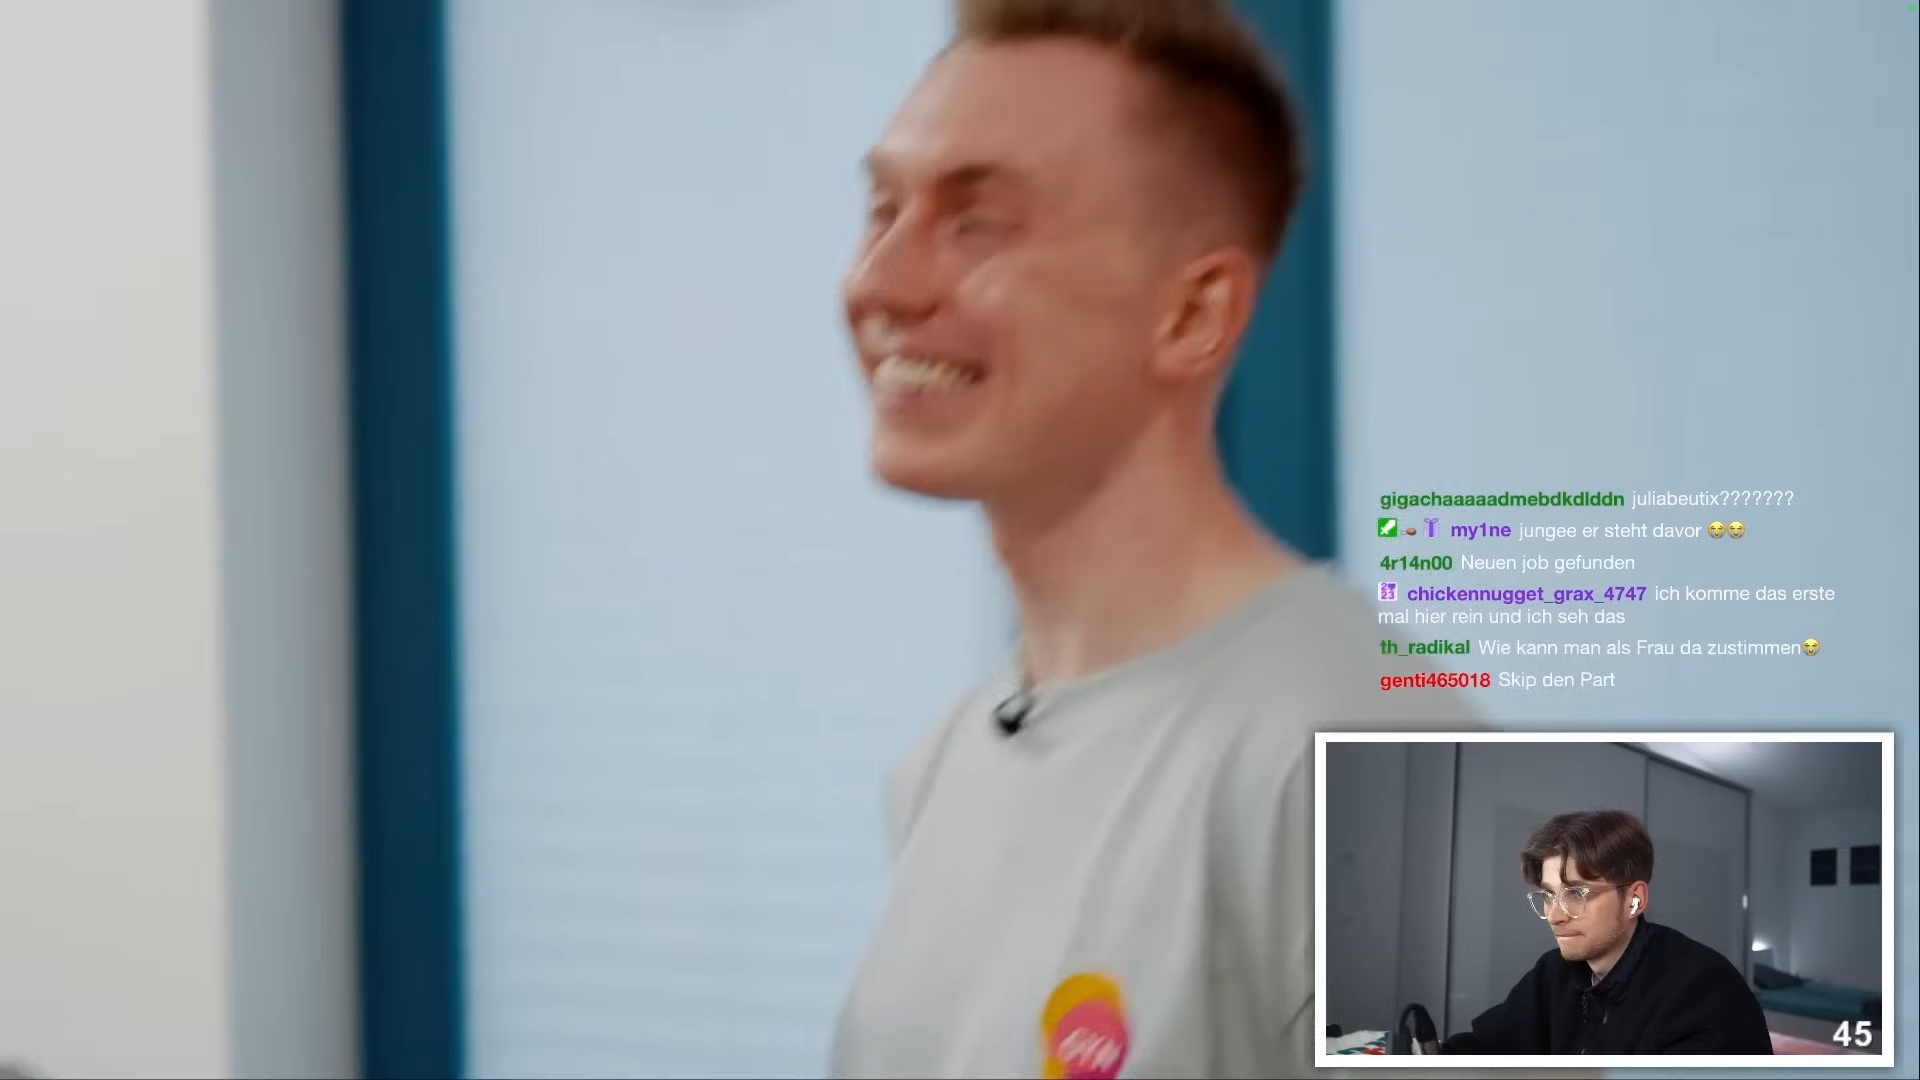 gigachaaaaadmebdkdlddn juliabeutix???????
my1ne jungee er steht davor 😭😭
4r14n00 Neuen job gefunden
chickennugget_grax_4747 ich komme das erste
mal hier rein und ich seh das
th_radikal Wie kann man als Frau da zustimmen😭
genti465018 Skip den Part
45